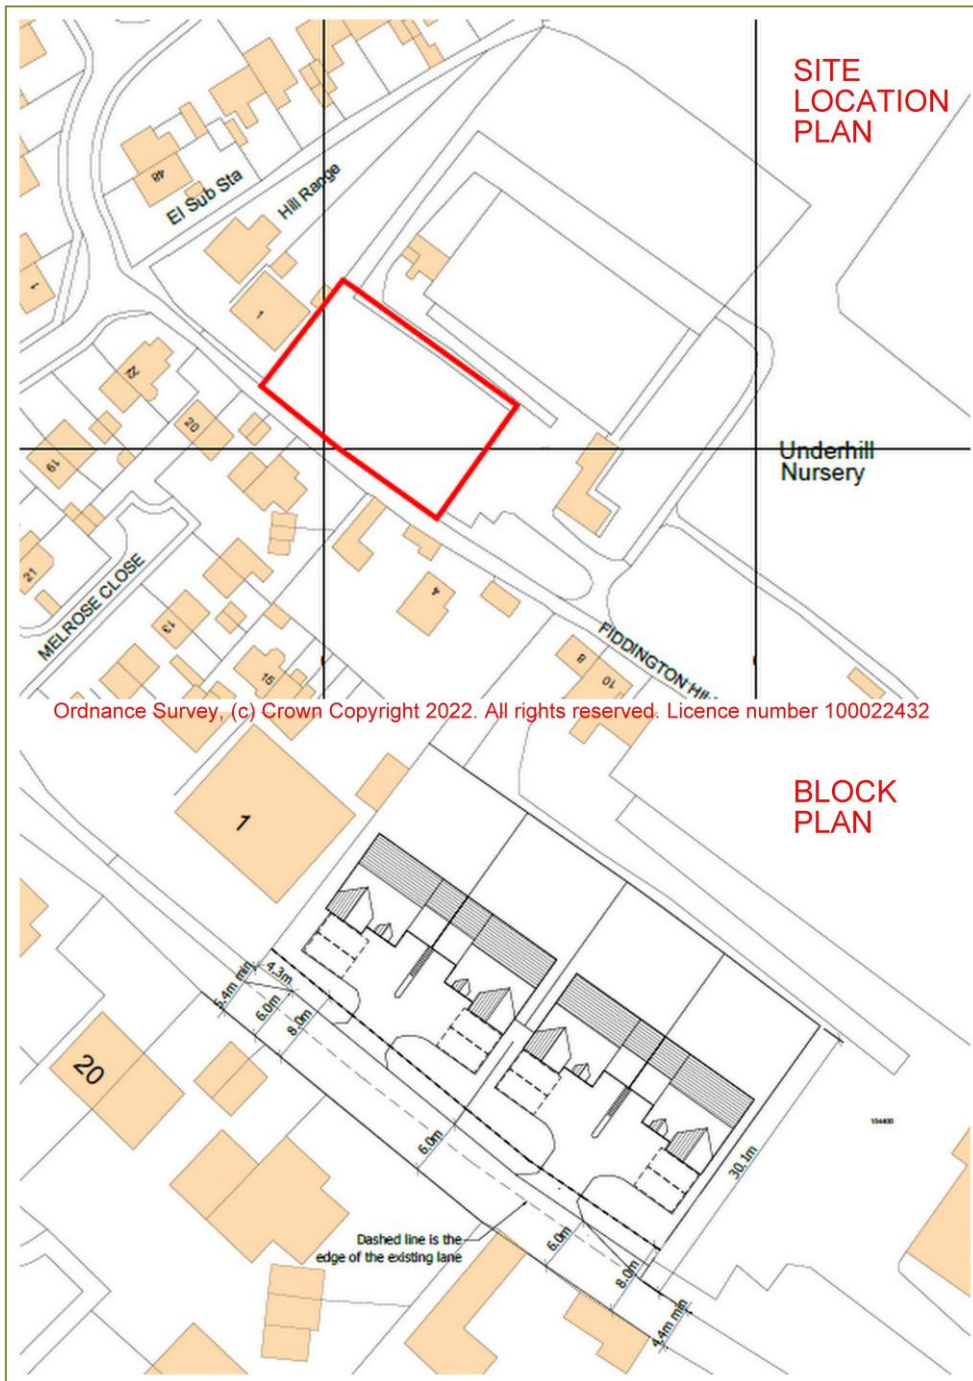 SITE
LOCATION
PLAN
48
El Sub Sta
Hill Range
1
1
22
20
19
Underhill
Nursery
21
MELROSE CLOSE
13
4
15
FIDDINGTON HILL
8
10
Ordnance Survey, (c) Crown Copyright 2022. All rights reserved. Licence number 100022432
BLOCK
PLAN
1
4.3m
5.4m min
6.0m
8.0m
20
6.0m
30.1m
Dashed line is the
edge of the existing lane
6.0m
8.0m
4.4m min